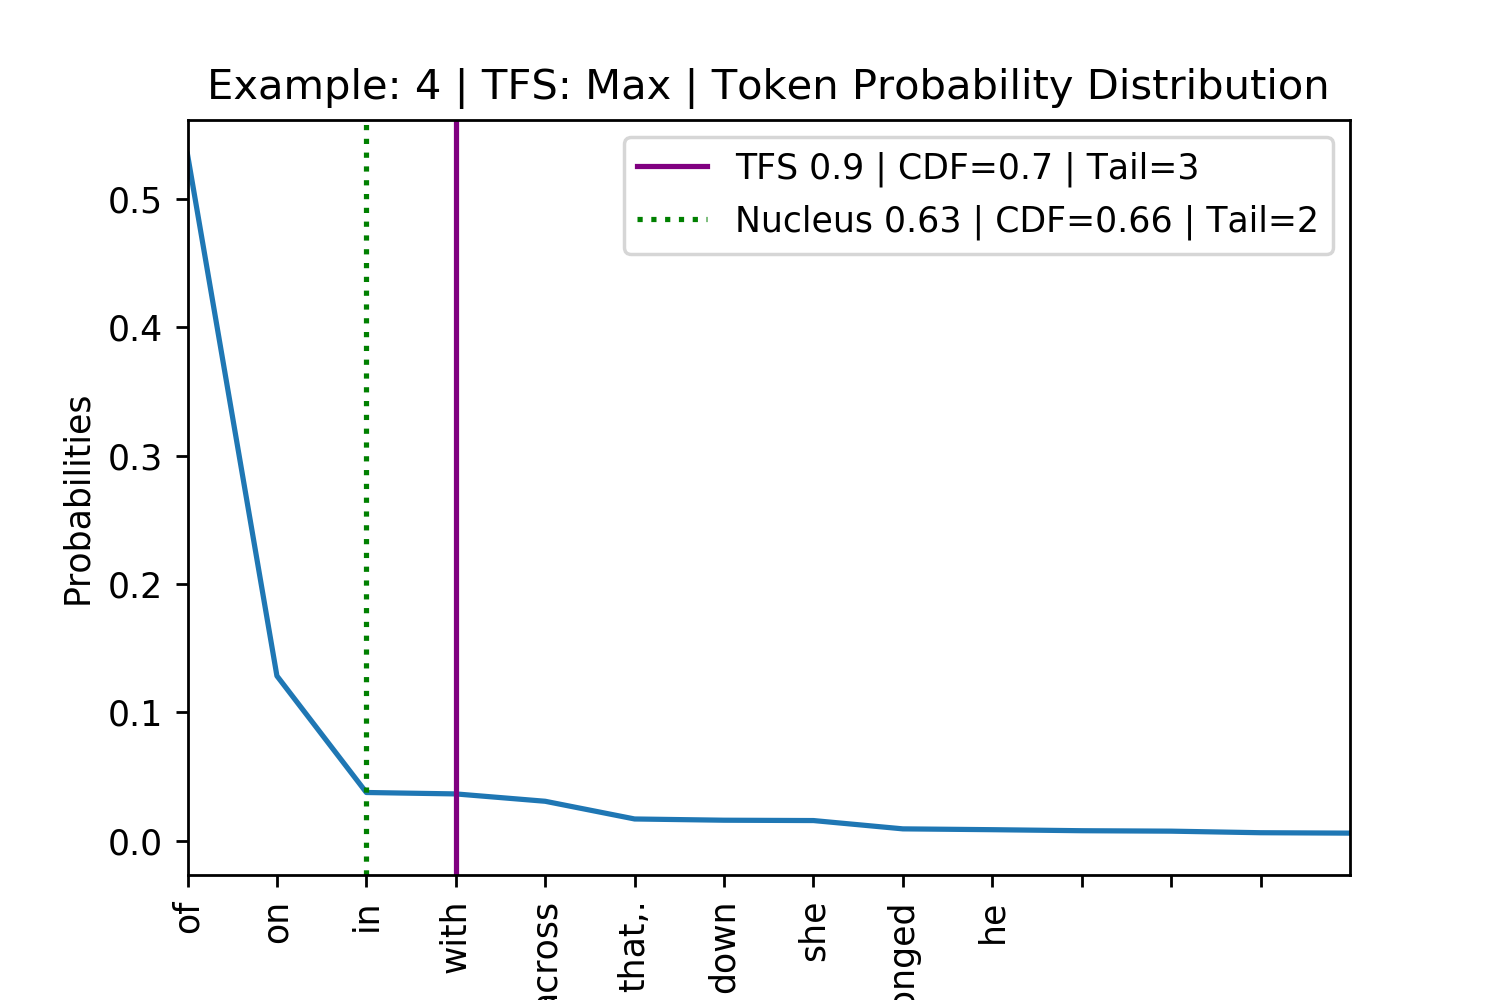 Example: 4 | TFS: Max | Token Probability Distribution
TFS 0.9 | CDF=0.7 | Tail=3
Nucleus 0.63 | CDF=0.66 | Tail=2
Probabilities
0.5
0.4
0.3
0.2
0.1
0.0
of
on
in
with
across
that,.
down
she
onged
he